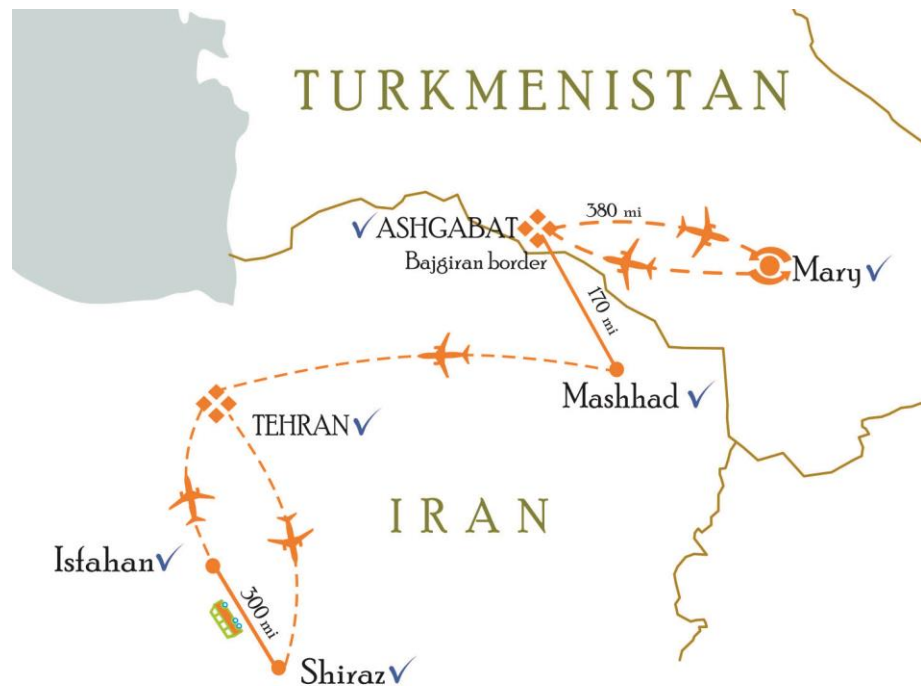 TURKMENISTAN
380 mi
ASHGABAT
Bajgiran border
Mary
170 mi
Mashhad
TEHRAN
IRAN
Isfahan
300 mi
Shiraz